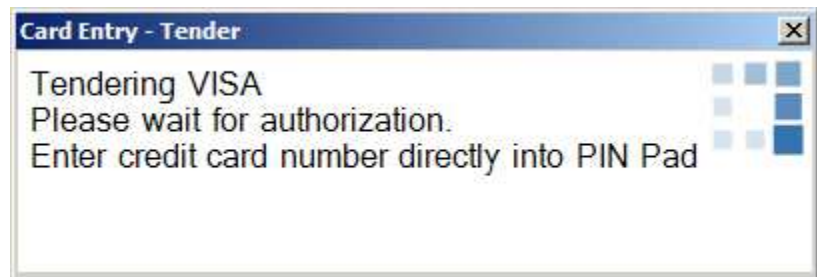 Card Entry - Tender
Tendering VISA
Please wait for authorization.
Enter credit card number directly into PIN Pad